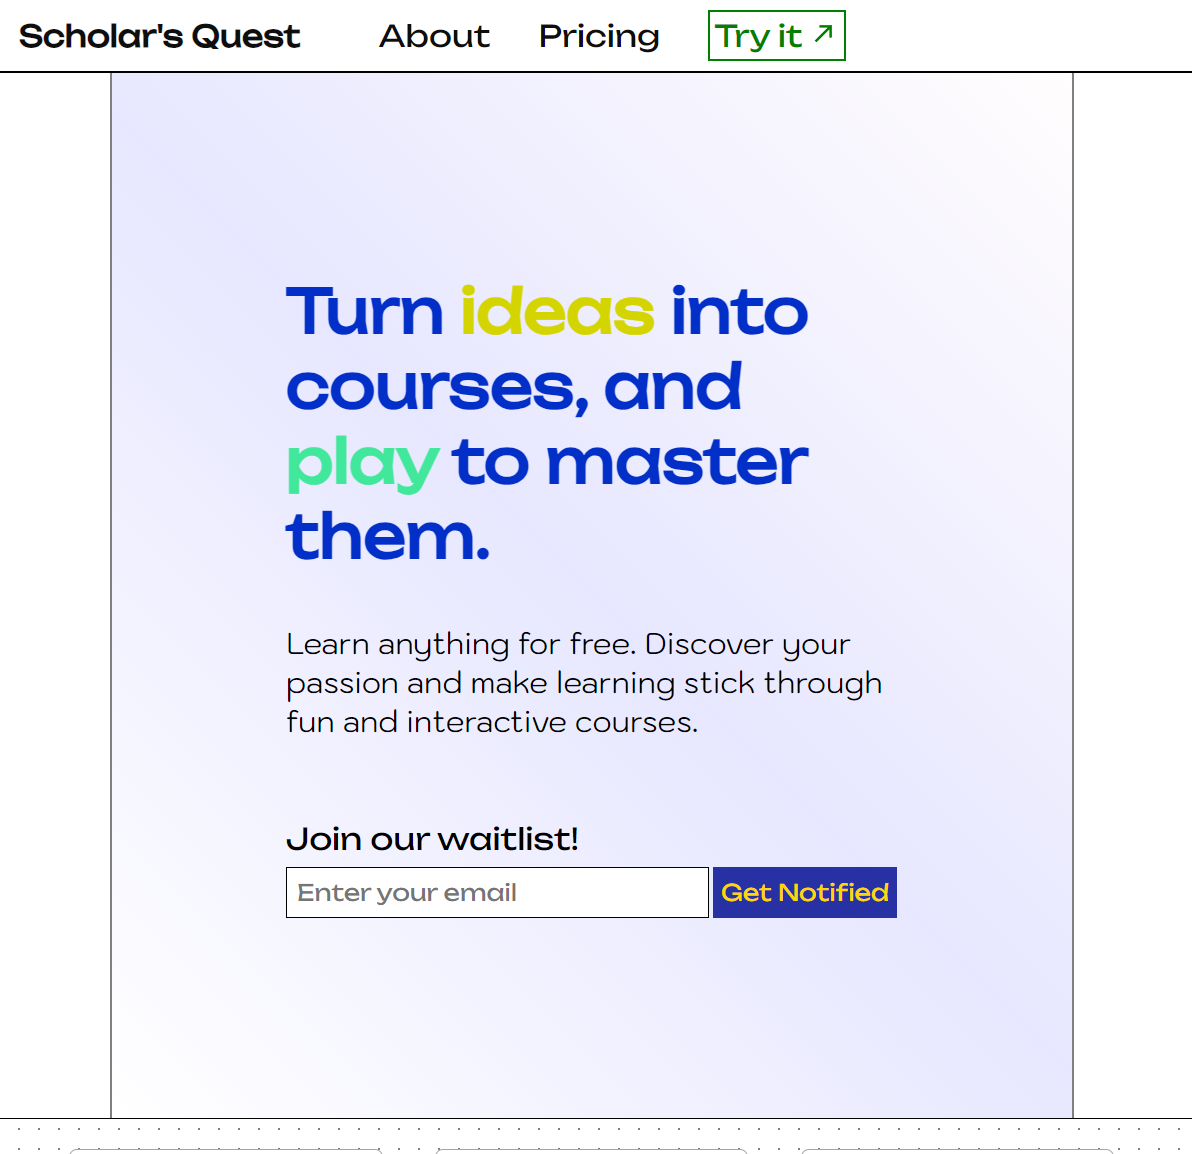 Scholar's Quest About Pricing Try it ↗
Turn ideas into
courses, and
play to master
them.
Learn anything for free. Discover your
passion and make learning stick through
fun and interactive courses.
Join our waitlist!
Enter your email Get Notified